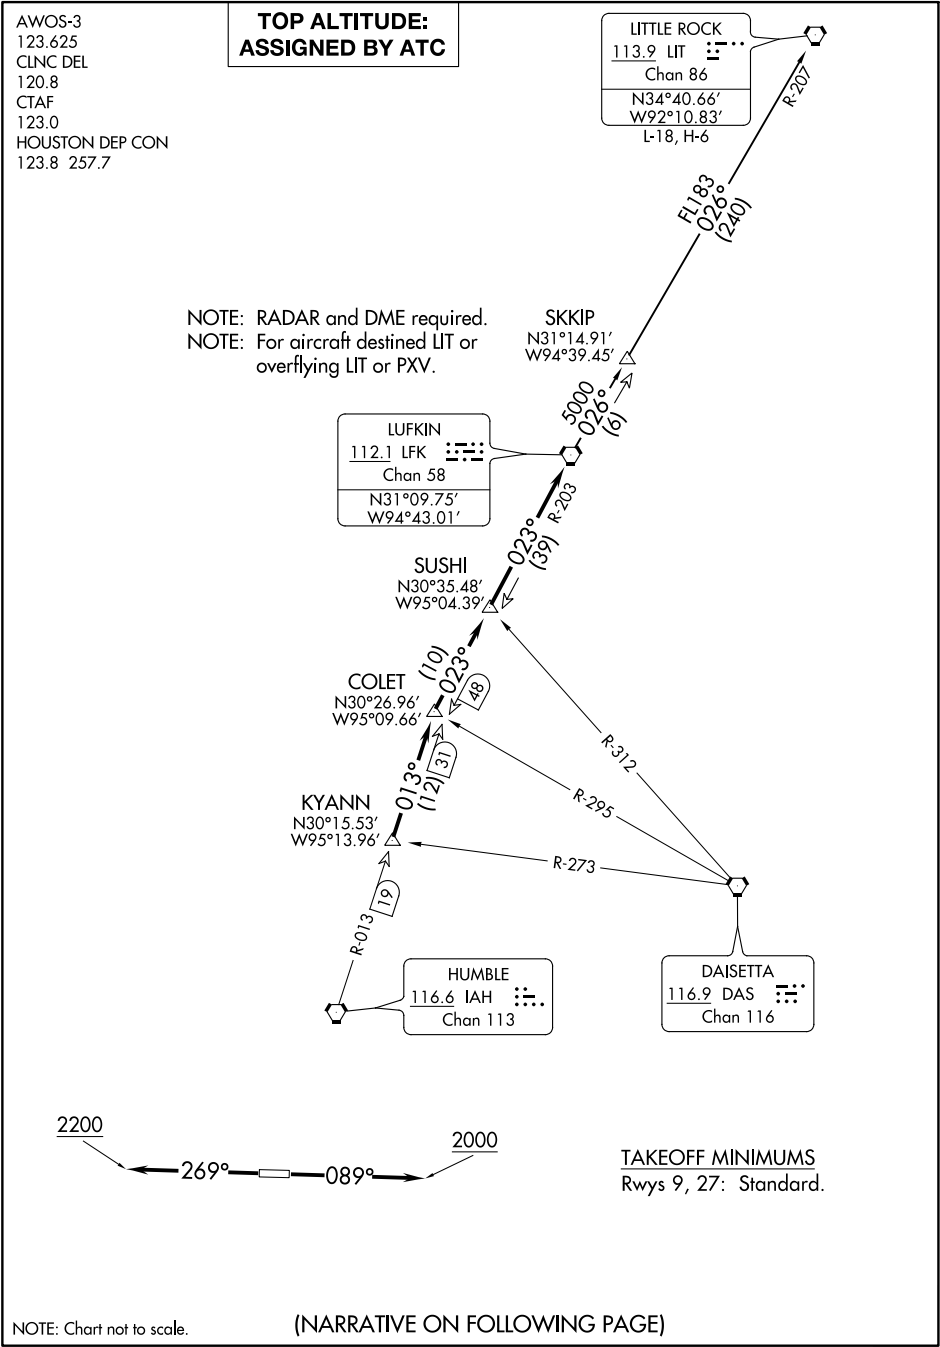 AWOS-3
123.625
CLNC DEL
120.8
CTAF
123.0
HOUSTON DEP CON
123.8 257.7
TOP ALTITUDE:
ASSIGNED BY ATC
LITTLE ROCK
113.9 LIT
Chan 86
N34°40.66′
W92°10.83′
L-18, H-6
R-207
FL183
026°
(240)
NOTE: RADAR and DME required.
NOTE: For aircraft destined LIT or
overflying LIT or PXV.
SKKIP
N31°14.91′
W94°39.45′
5000
026°
(6)
LUFKIN
112.1 LFK
Chan 58
N31°09.75′
W94°43.01′
R-203
023°
(39)
SUSHI
N30°35.48′
W95°04.39′
(10)
023°
48
COLET
N30°26.96′
W95°09.66′
013°
(12)
31
R-312
R-295
KYANN
N30°15.53′
W95°13.96′
R-273
19
R-013
HUMBLE
116.6 IAH
Chan 113
DAISETTA
116.9 DAS
Chan 116
2200
269°
089°
2000
TAKEOFF MINIMUMS
Rwys 9, 27: Standard.
NOTE: Chart not to scale.
(NARRATIVE ON FOLLOWING PAGE)